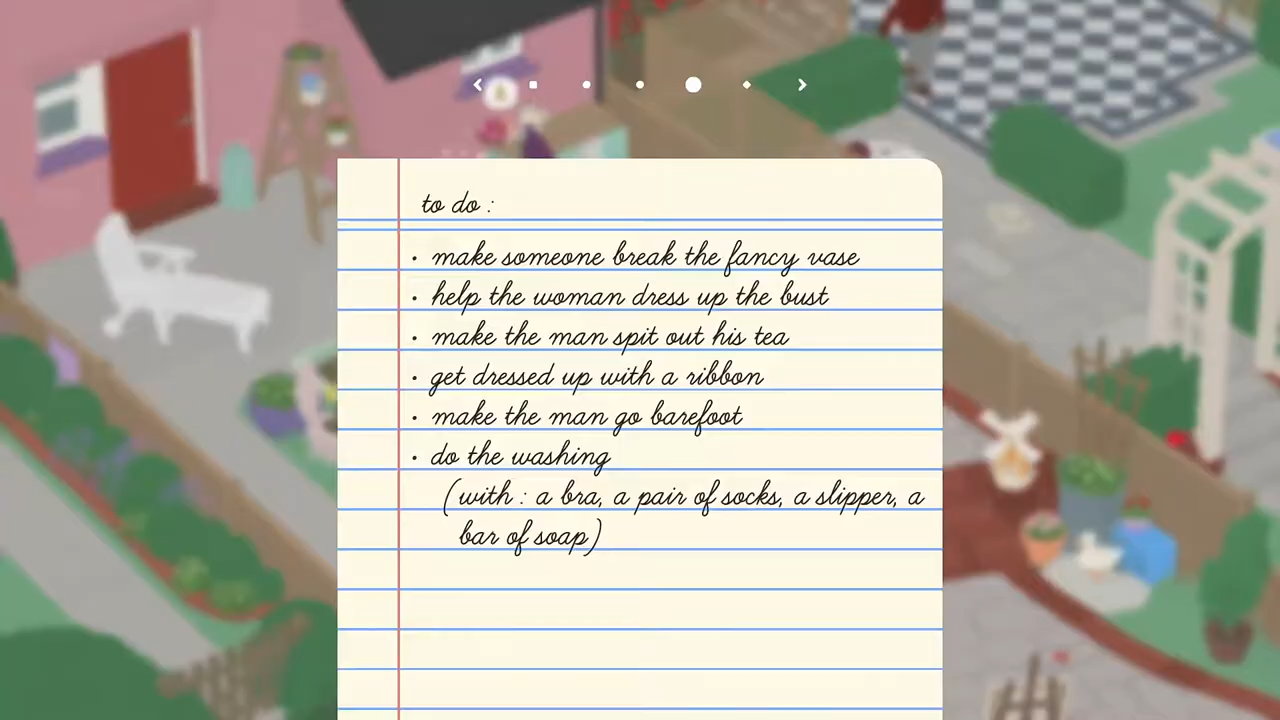 to do :
• make someone break the fancy vase
• help the woman dress up the bust
• make the man spit out his tea
• get dressed up with a ribbon
• make the man go barefoot
• do the washing
(with : a bra, a pair of socks, a slipper, a
bar of soap)